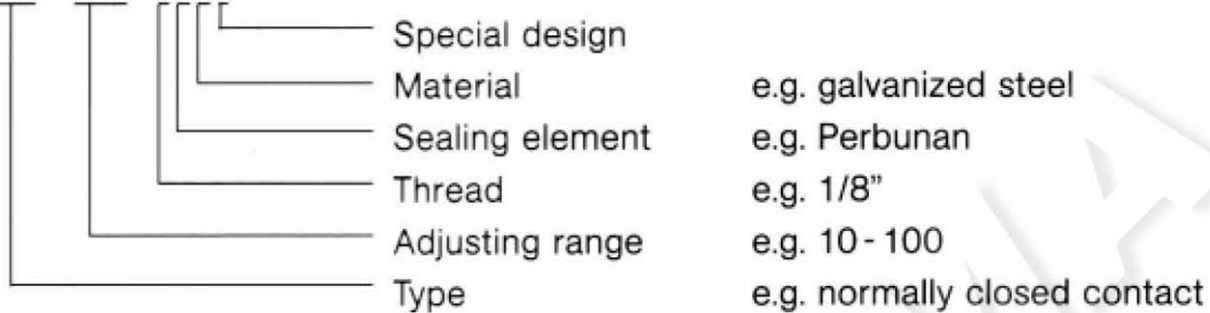 Special design
Material e.g. galvanized steel
Sealing element e.g. Perbunan
Thread e.g. 1/8”
Adjusting range e.g. 10 - 100
Type e.g. normally closed contact